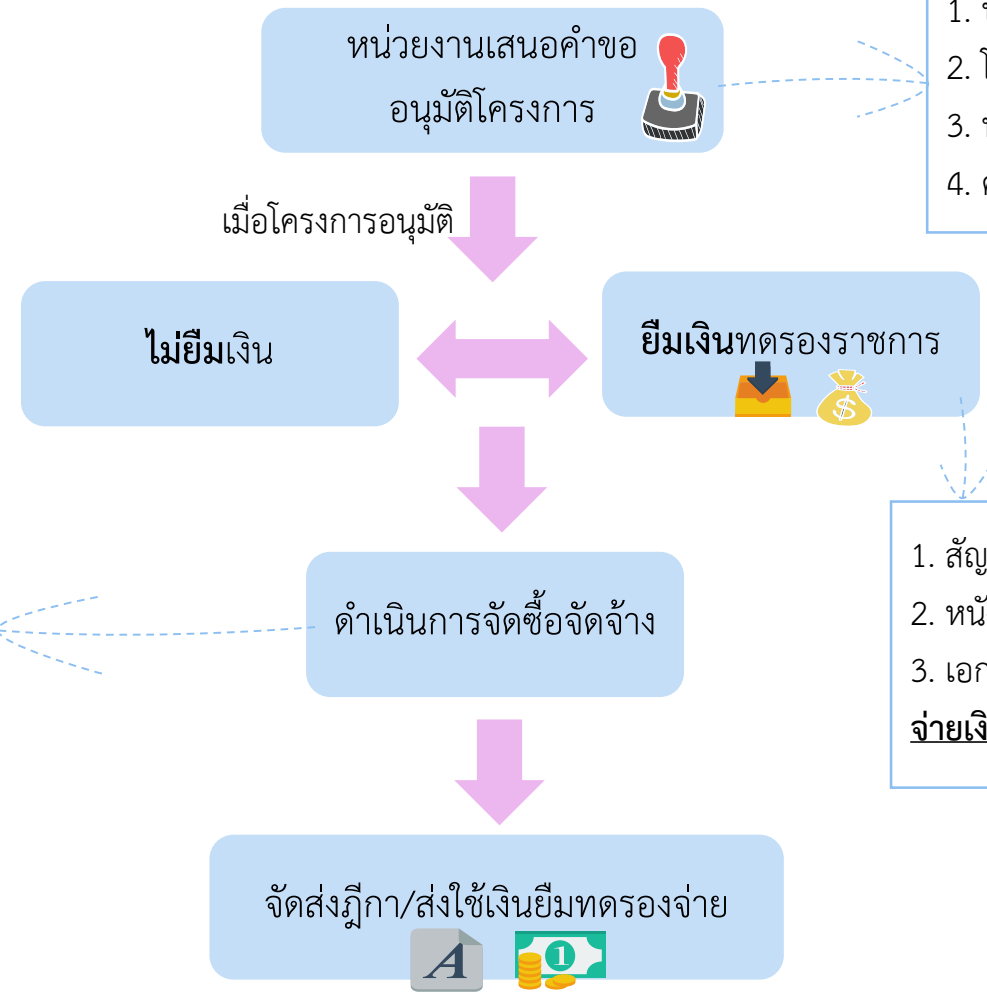 หน่วยงานเสนอคำขอ
อนุมัติโครงการ
1.
2.
3.
4.
เมื่อโครงการอนุมัติ
ไม่ยืมเงิน
ยืมเงินทดรองราชการ
$
ดำเนินการจัดซื้อจัดจ้าง
1. สัญ
2. หนั
3. เอก
จ่ายเงิ
จัดส่งฎีกา/ส่งใช้เงินยืมทดรองจ่าย
A
1